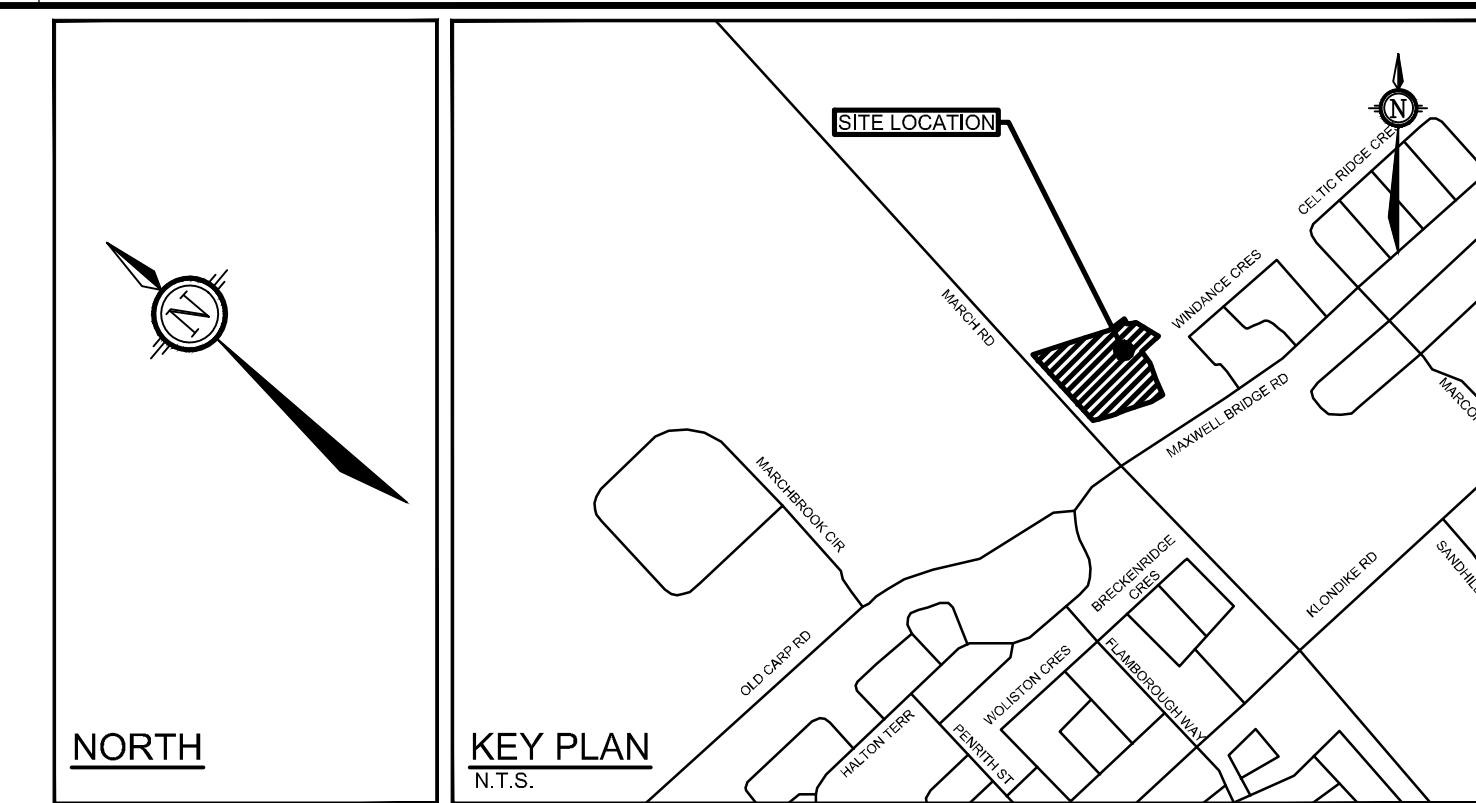 N
NORTH
SITE LOCATION
N
CELTIC RIDGE CRES
WINDANCE CRES
MARCH RD
MAXWELL BRIDGE RD
MARCHBROOK CIR
BRECKENRIDGE
CRES
KLONDIKE RD
OLD CARP RD
WOLISTON CRES
FLAMBOROUGH WAY
HALTON TERR
PENRITH ST
KEY PLAN
N.T.S.